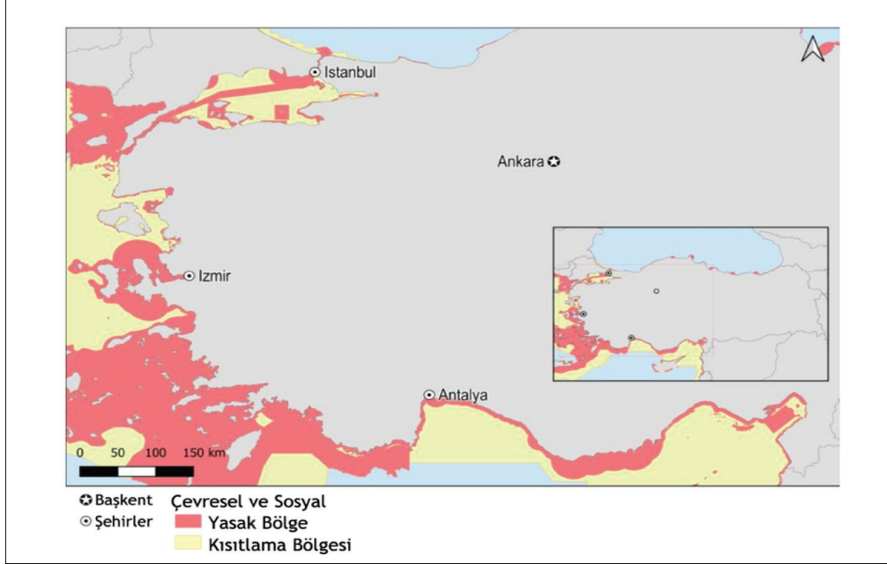 Istanbul
Ankara
Izmir
Antalya
0 50 100 150 km
Başkent
Şehirler
Çevresel ve Sosyal
Yasak Bölge
Kısıtlama Bölgesi